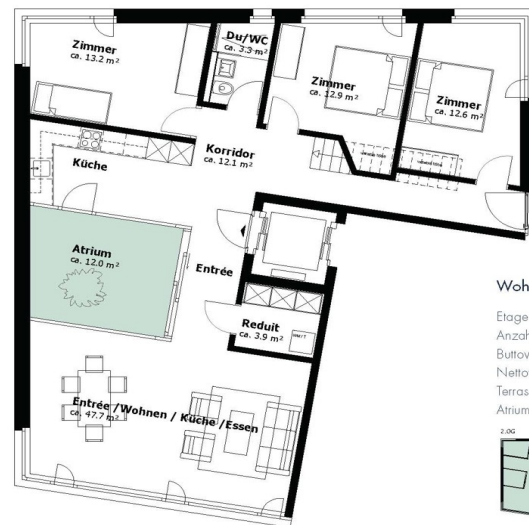 Zimmer
ca. 13.2 m²
Du/WC
ca. 3.3 m²
Zimmer
ca. 12.9 m²
Zimmer
ca. 12.6 m²
Korridor
ca. 12.1 m²
Küche
Atrium
ca. 12.0 m²
Entrée
Reduit
ca. 3.9 m²
Entrée /Wohnen / Küche /Essen
ca. 47.7 m²
Woh
Etage
Anzah
Buttov
Netto
Terras
Atrium
2.OG